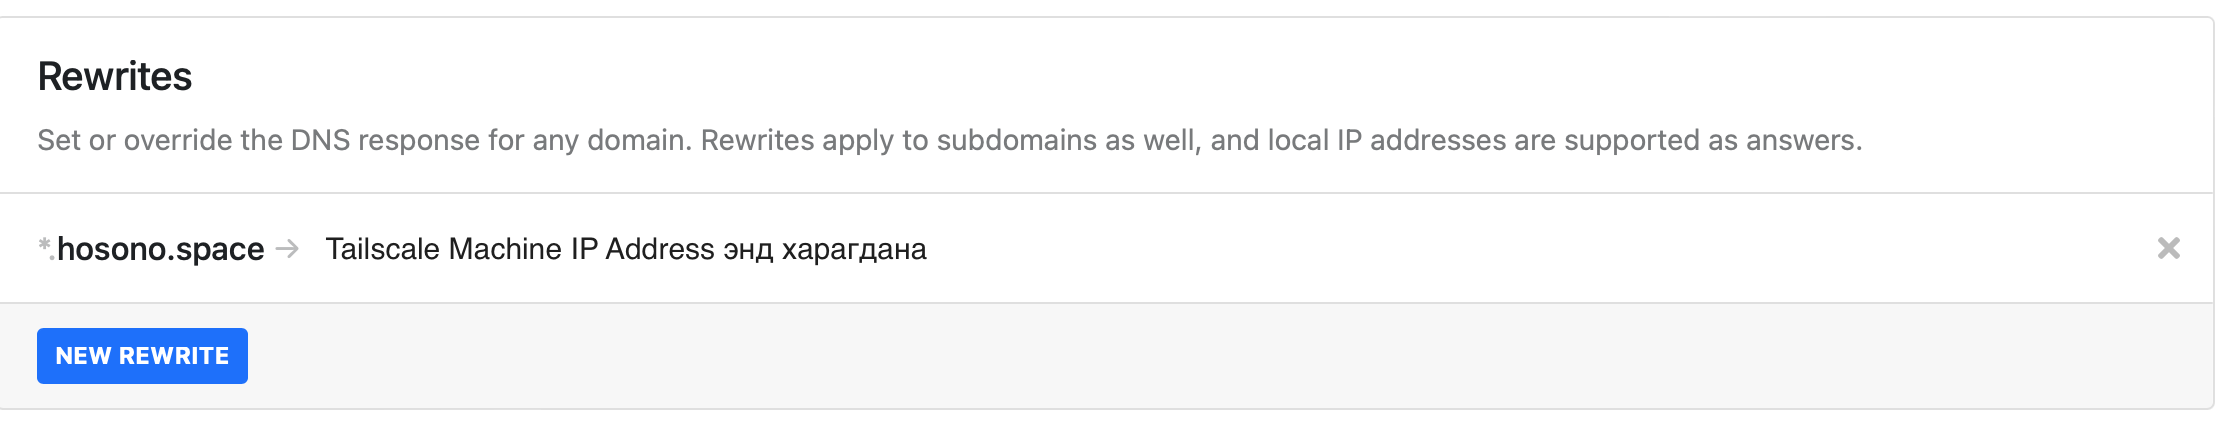 Rewrites
Set or override the DNS response for any domain. Rewrites apply to subdomains as well, and local IP addresses are supported as answers.
*.hosono.space → Tailscale Machine IP Address энд харагдана
NEW REWRITE